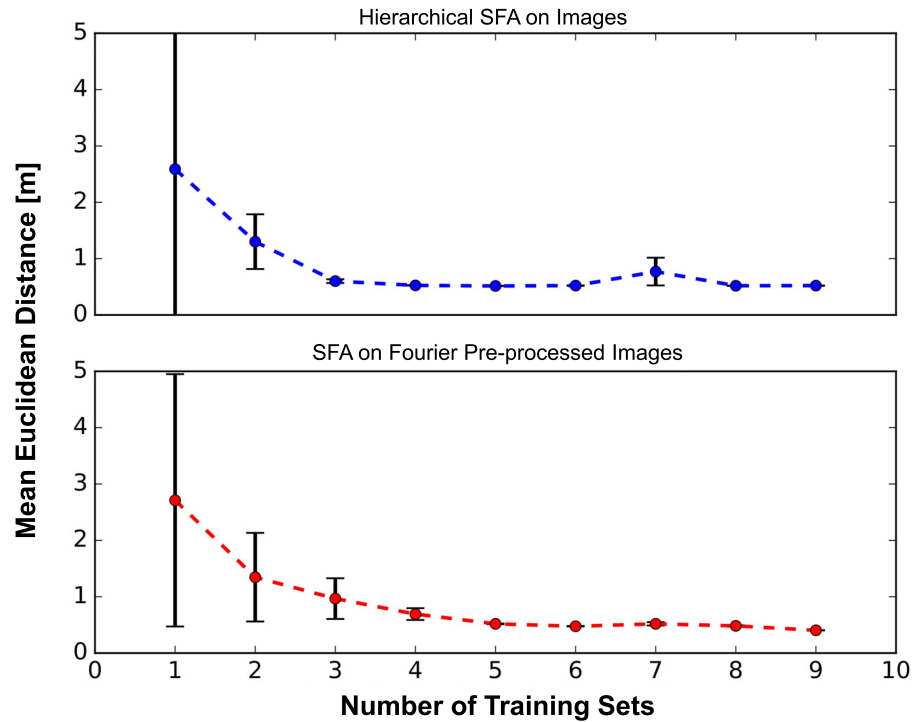 Hierarchical SFA on Images
5
4
3
2
1
0
SFA on Fourier Pre-processed Images
5
4
3
2
1
0
0 1 2 3 4 5 6 7 8 9 10
Mean Euclidean Distance [m]
Number of Training Sets